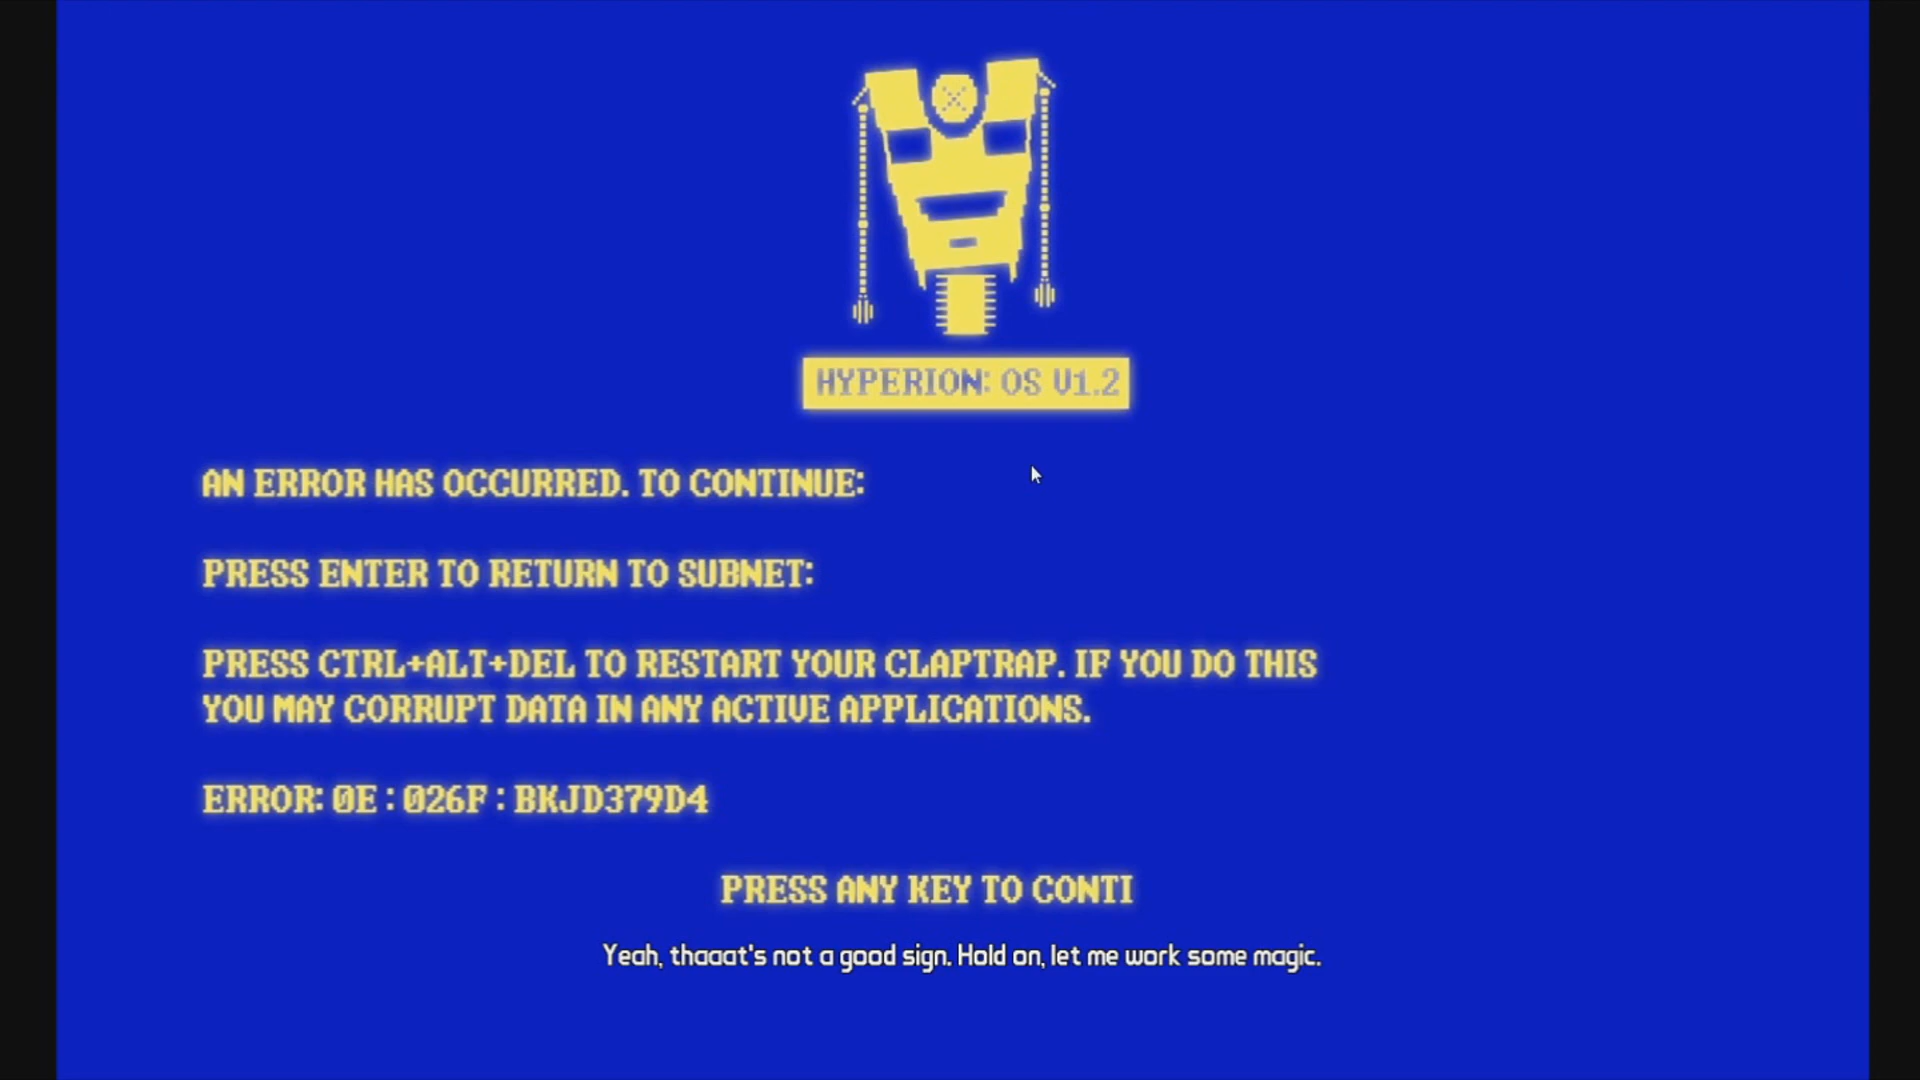 HYPERION: OS V1.2
AN ERROR HAS OCCURRED. TO CONTINUE:
PRESS ENTER TO RETURN TO SUBNET:
PRESS CTRL+ALT+DEL TO RESTART YOUR CLAPTRAP. IF YOU DO THIS
YOU MAY CORRUPT DATA IN ANY ACTIVE APPLICATIONS.
ERROR: 0E : 026F : BKJD379D4
PRESS ANY KEY TO CONTI
Yeah, thaaat's not a good sign. Hold on, let me work some magic.